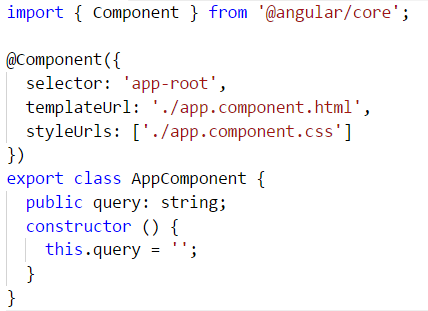 import { Component } from '@angular/core';

@Component({
  selector: 'app-root',
  templateUrl: './app.component.html',
  styleUrls: ['./app.component.css']
})
export class AppComponent {
  public query: string;
  constructor () {
    this.query = '';
  }
}